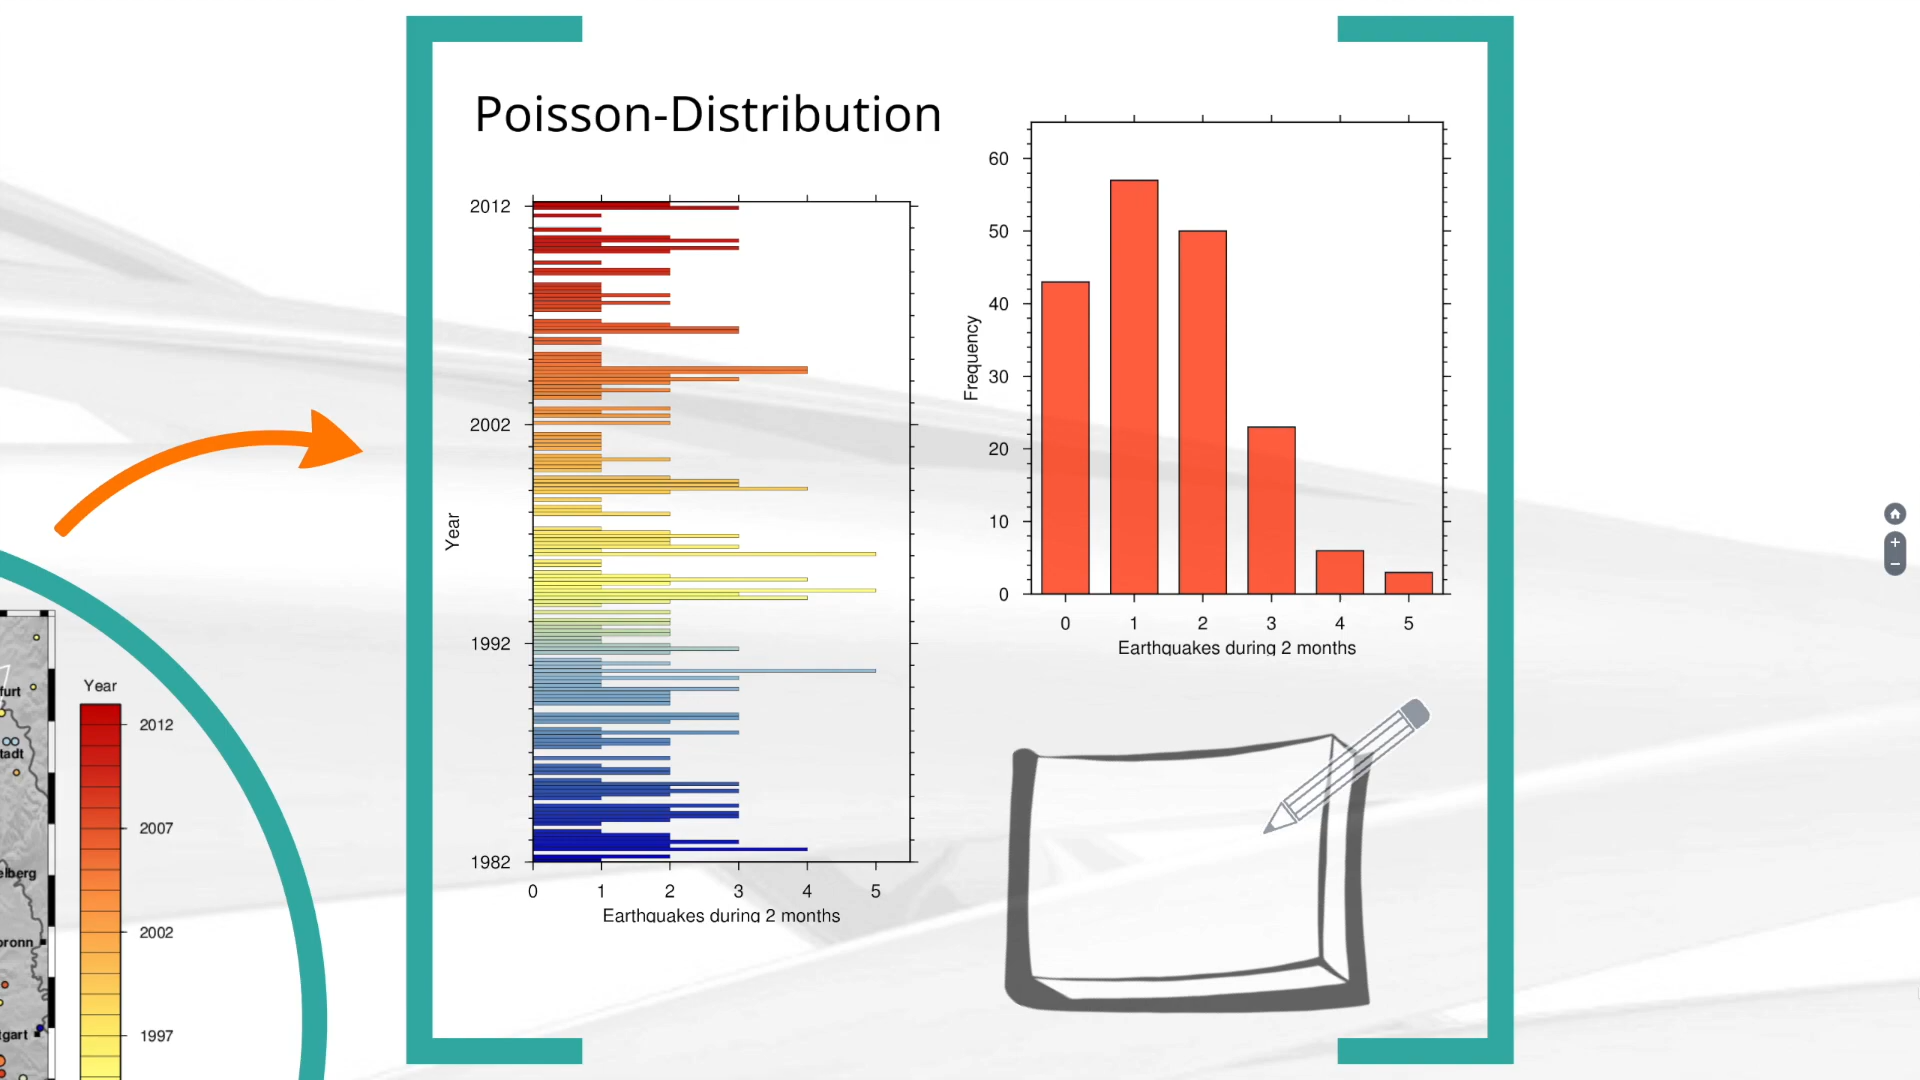 Poisson-Distribution
2012
2002
1992
1982
Year
0 1 2 3 4 5
Earthquakes during 2 months
60
50
40
30
20
10
0
Frequency
0 1 2 3 4 5
Earthquakes during 2 months
furt
tadt
elberg
bronn
tgart
Year
2012
2007
2002
1997
+
−